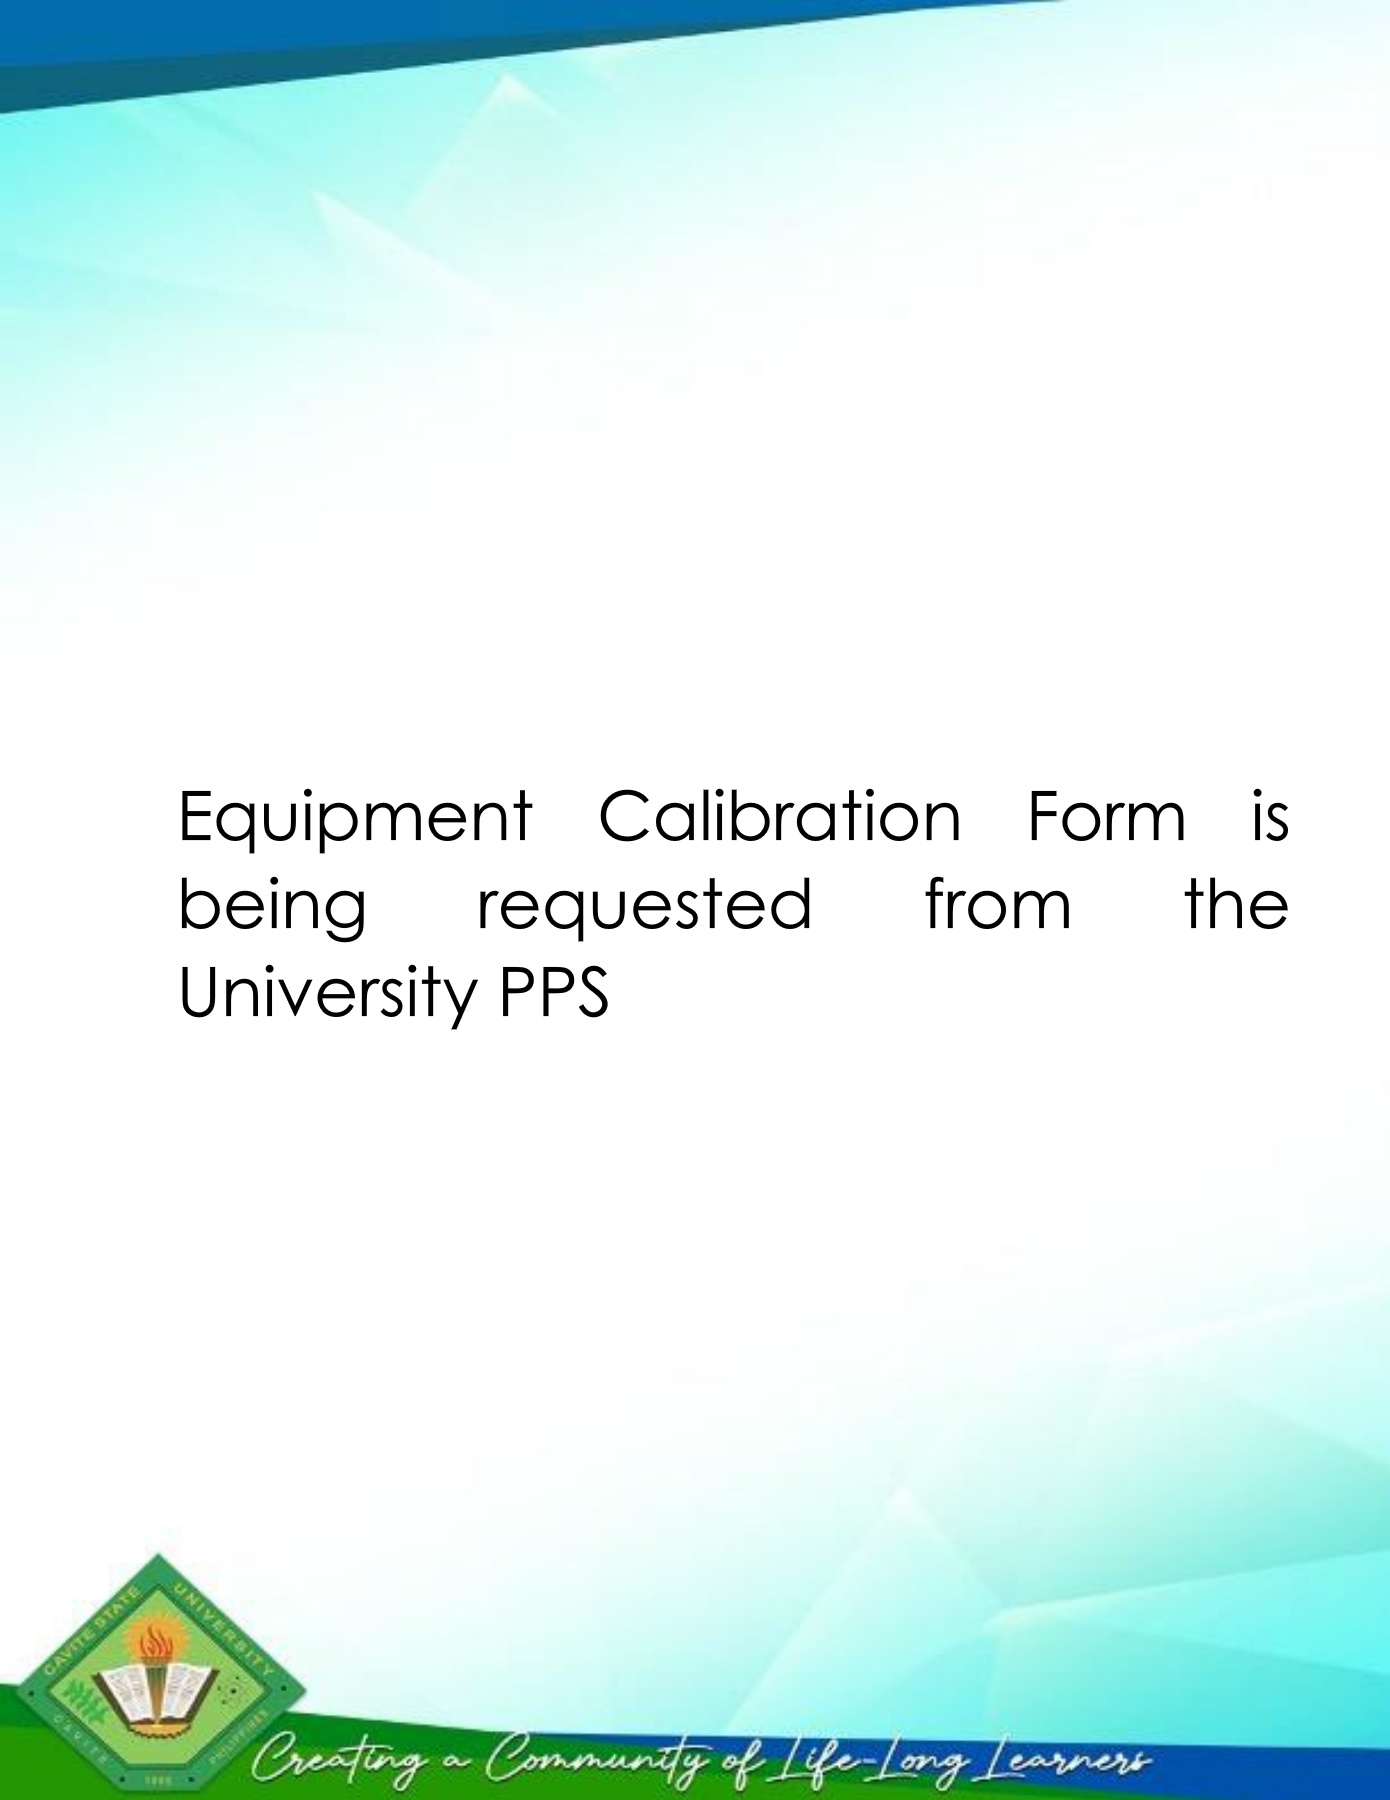 Equipment Calibration Form is
being requested from the
University PPS
CAVITE STATE UNIVERSITY
CAVITE PHILIPPINES
Creating a Community of Life-Long Learners